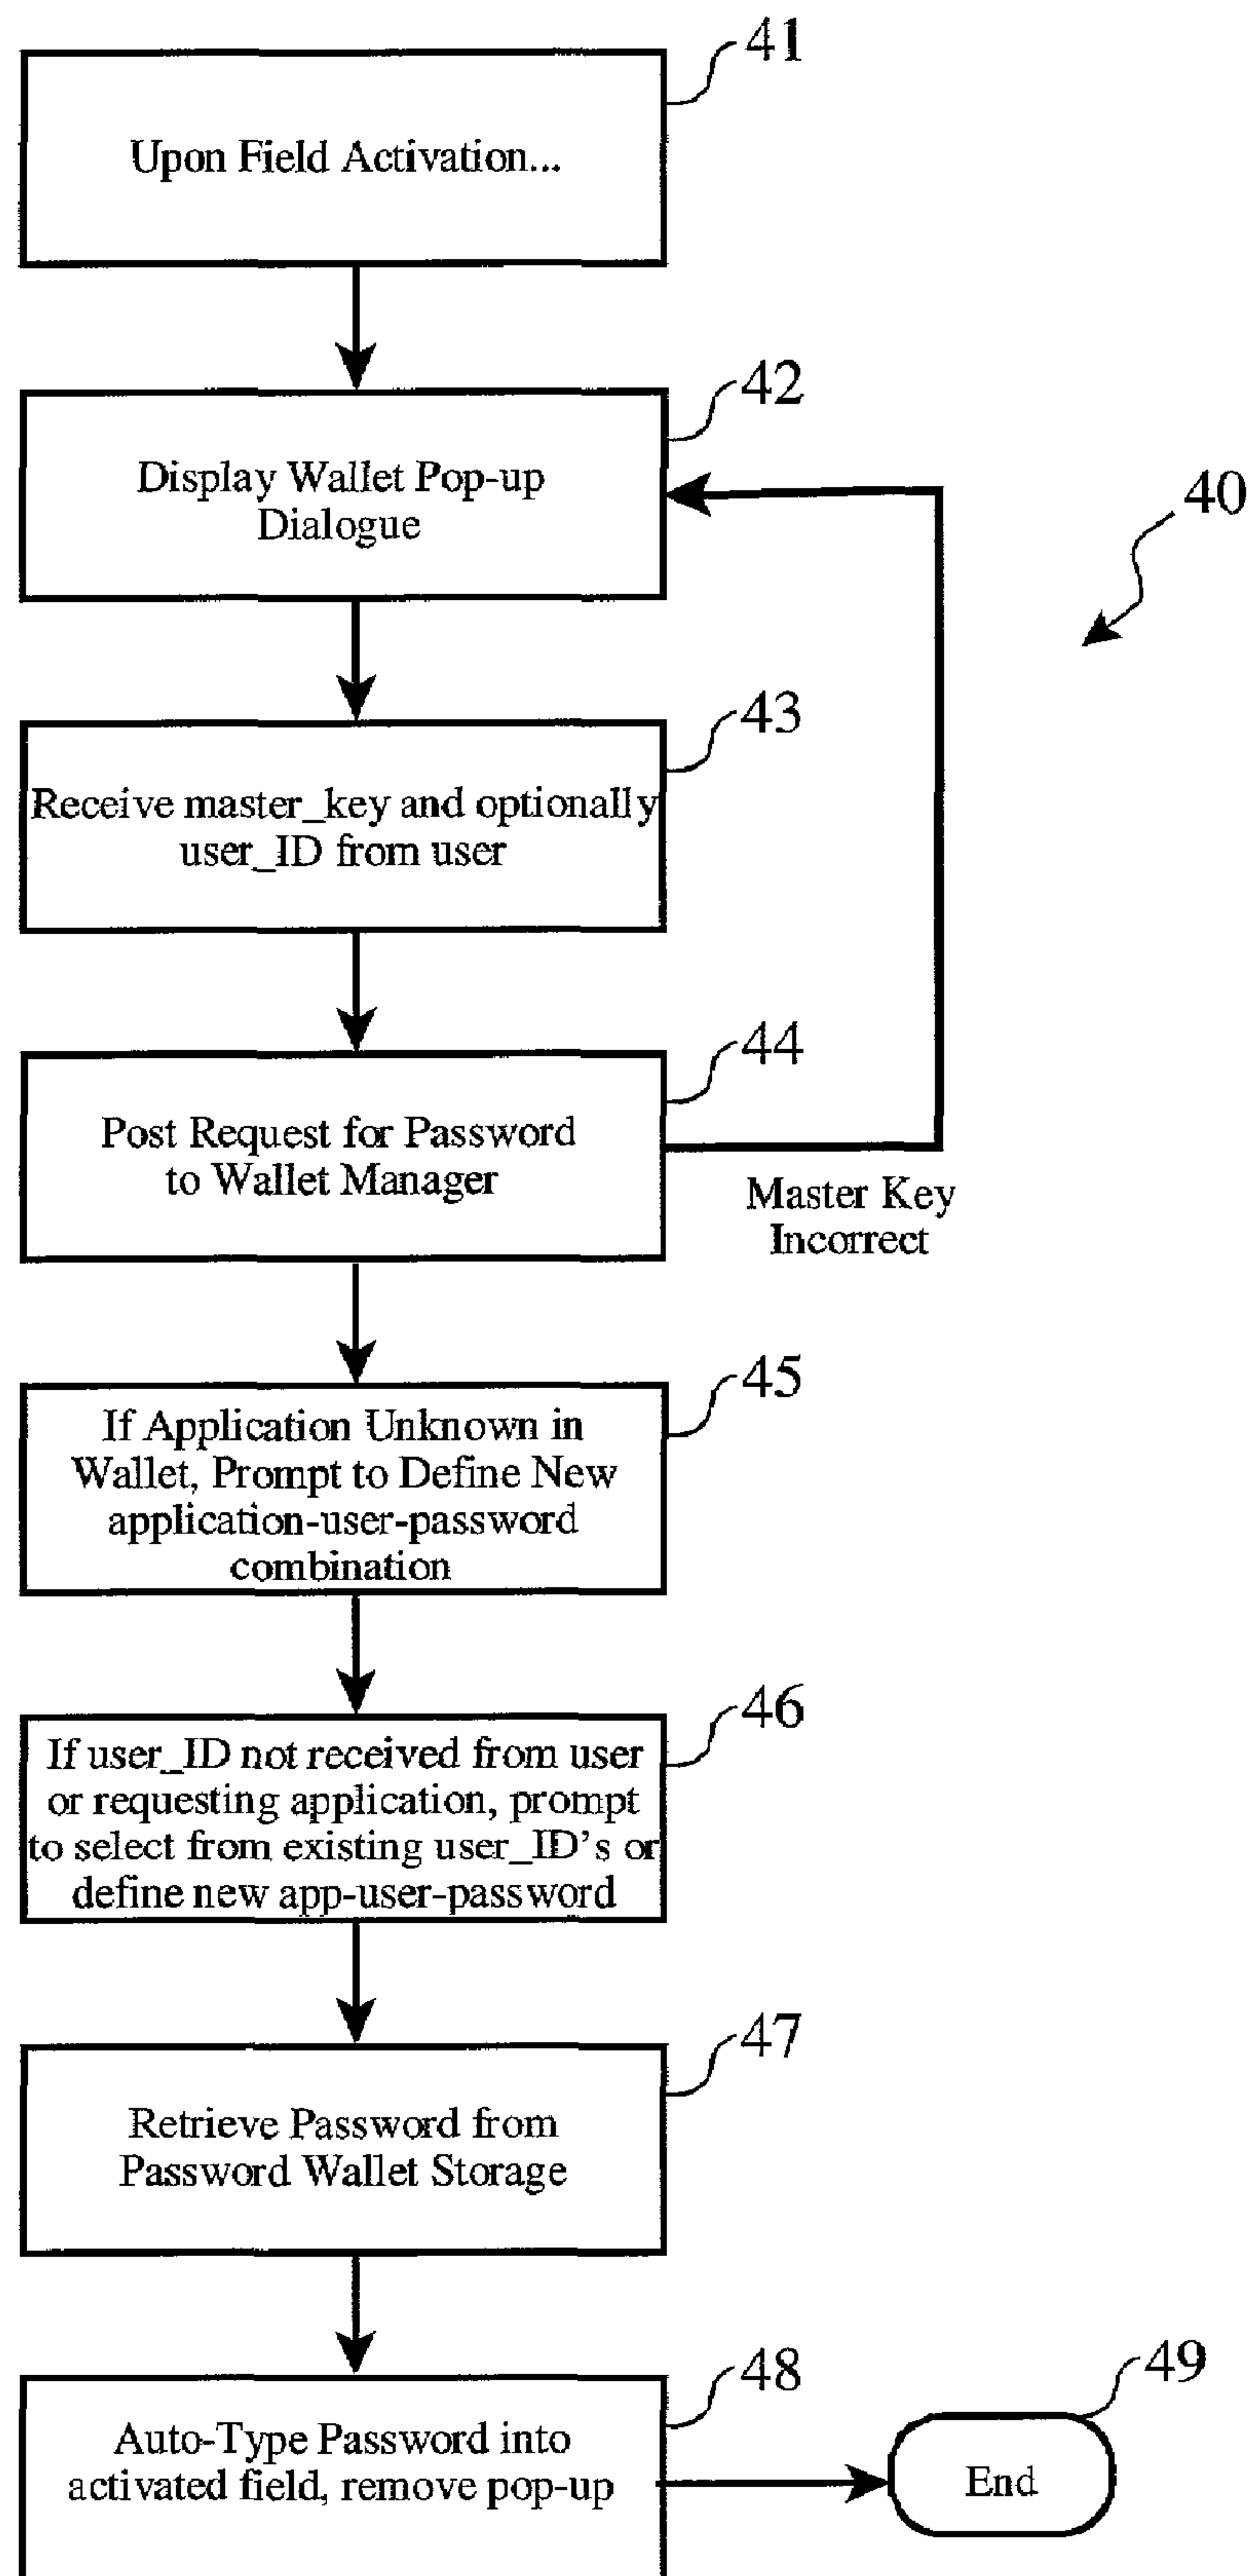 41
Upon Field Activation...
42
Display Wallet Pop-up
Dialogue
40
43
Receive master_key and optionally
user_ID from user
44
Post Request for Password
to Wallet Manager
Master Key
Incorrect
45
If Application Unknown in
Wallet, Prompt to Define New
application-user-password
combination
46
If user_ID not received from user
or requesting application, prompt
to select from existing user_ID's or
define new app-user-password
47
Retrieve Password from
Password Wallet Storage
48
Auto-Type Password into
activated field, remove pop-up
49
End